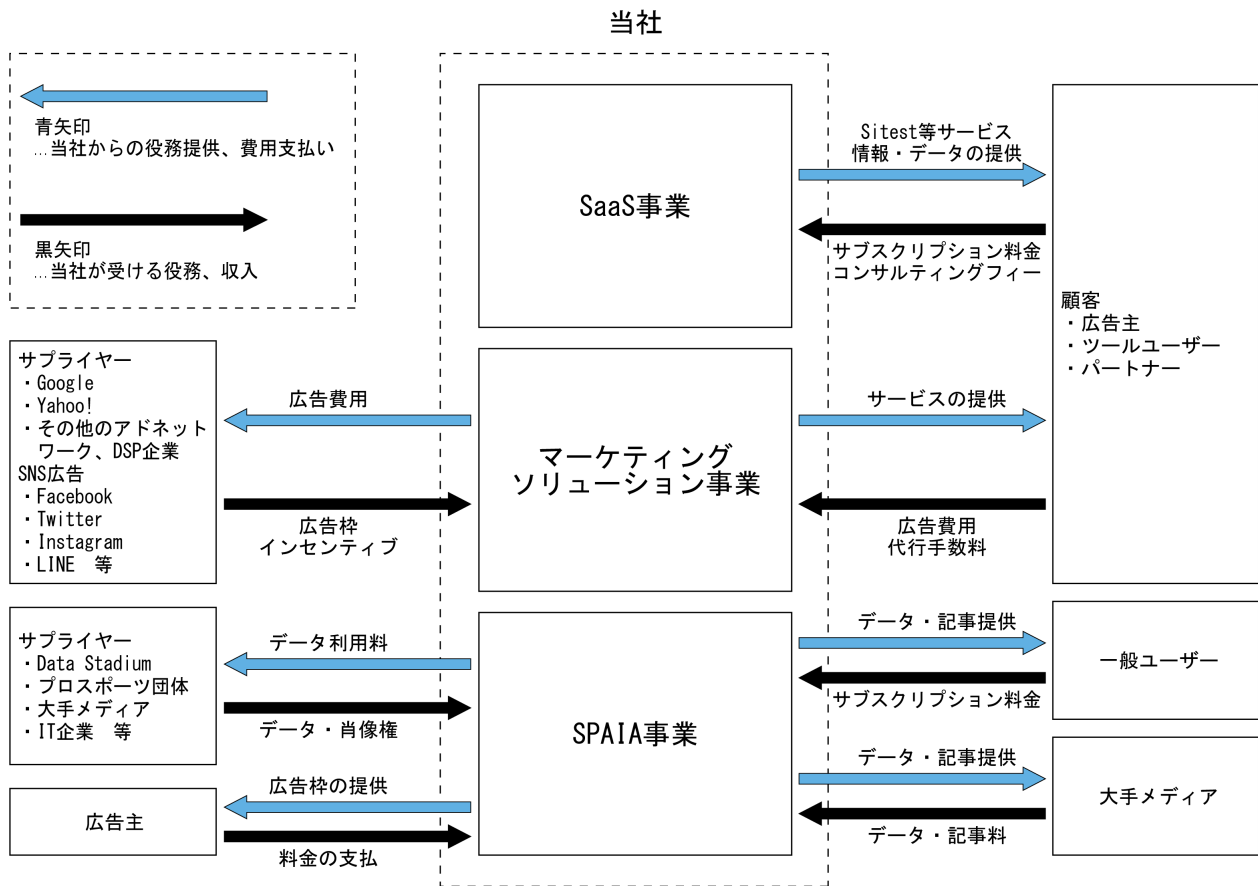 当社
青矢印
…当社からの役務提供、費用支払い
黒矢印
…当社が受ける役務、収入
SaaS事業
Sitest等サービス
情報・データの提供
サブスクリプション料金
コンサルティングフィー
顧客
・広告主
・ツールユーザー
・パートナー
サプライヤー
・Google
・Yahoo!
・その他のアドネット
ワーク、DSP企業
SNS広告
・Facebook
・Twitter
・Instagram
・LINE 等
広告費用
広告枠
インセンティブ
マーケティング
ソリューション事業
サービスの提供
広告費用
代行手数料
サプライヤー
・Data Stadium
・プロスポーツ団体
・大手メディア
・IT企業 等
データ利用料
データ・肖像権
SPAIA事業
データ・記事提供
サブスクリプション料金
一般ユーザー
広告主
広告枠の提供
料金の支払
データ・記事提供
データ・記事料
大手メディア